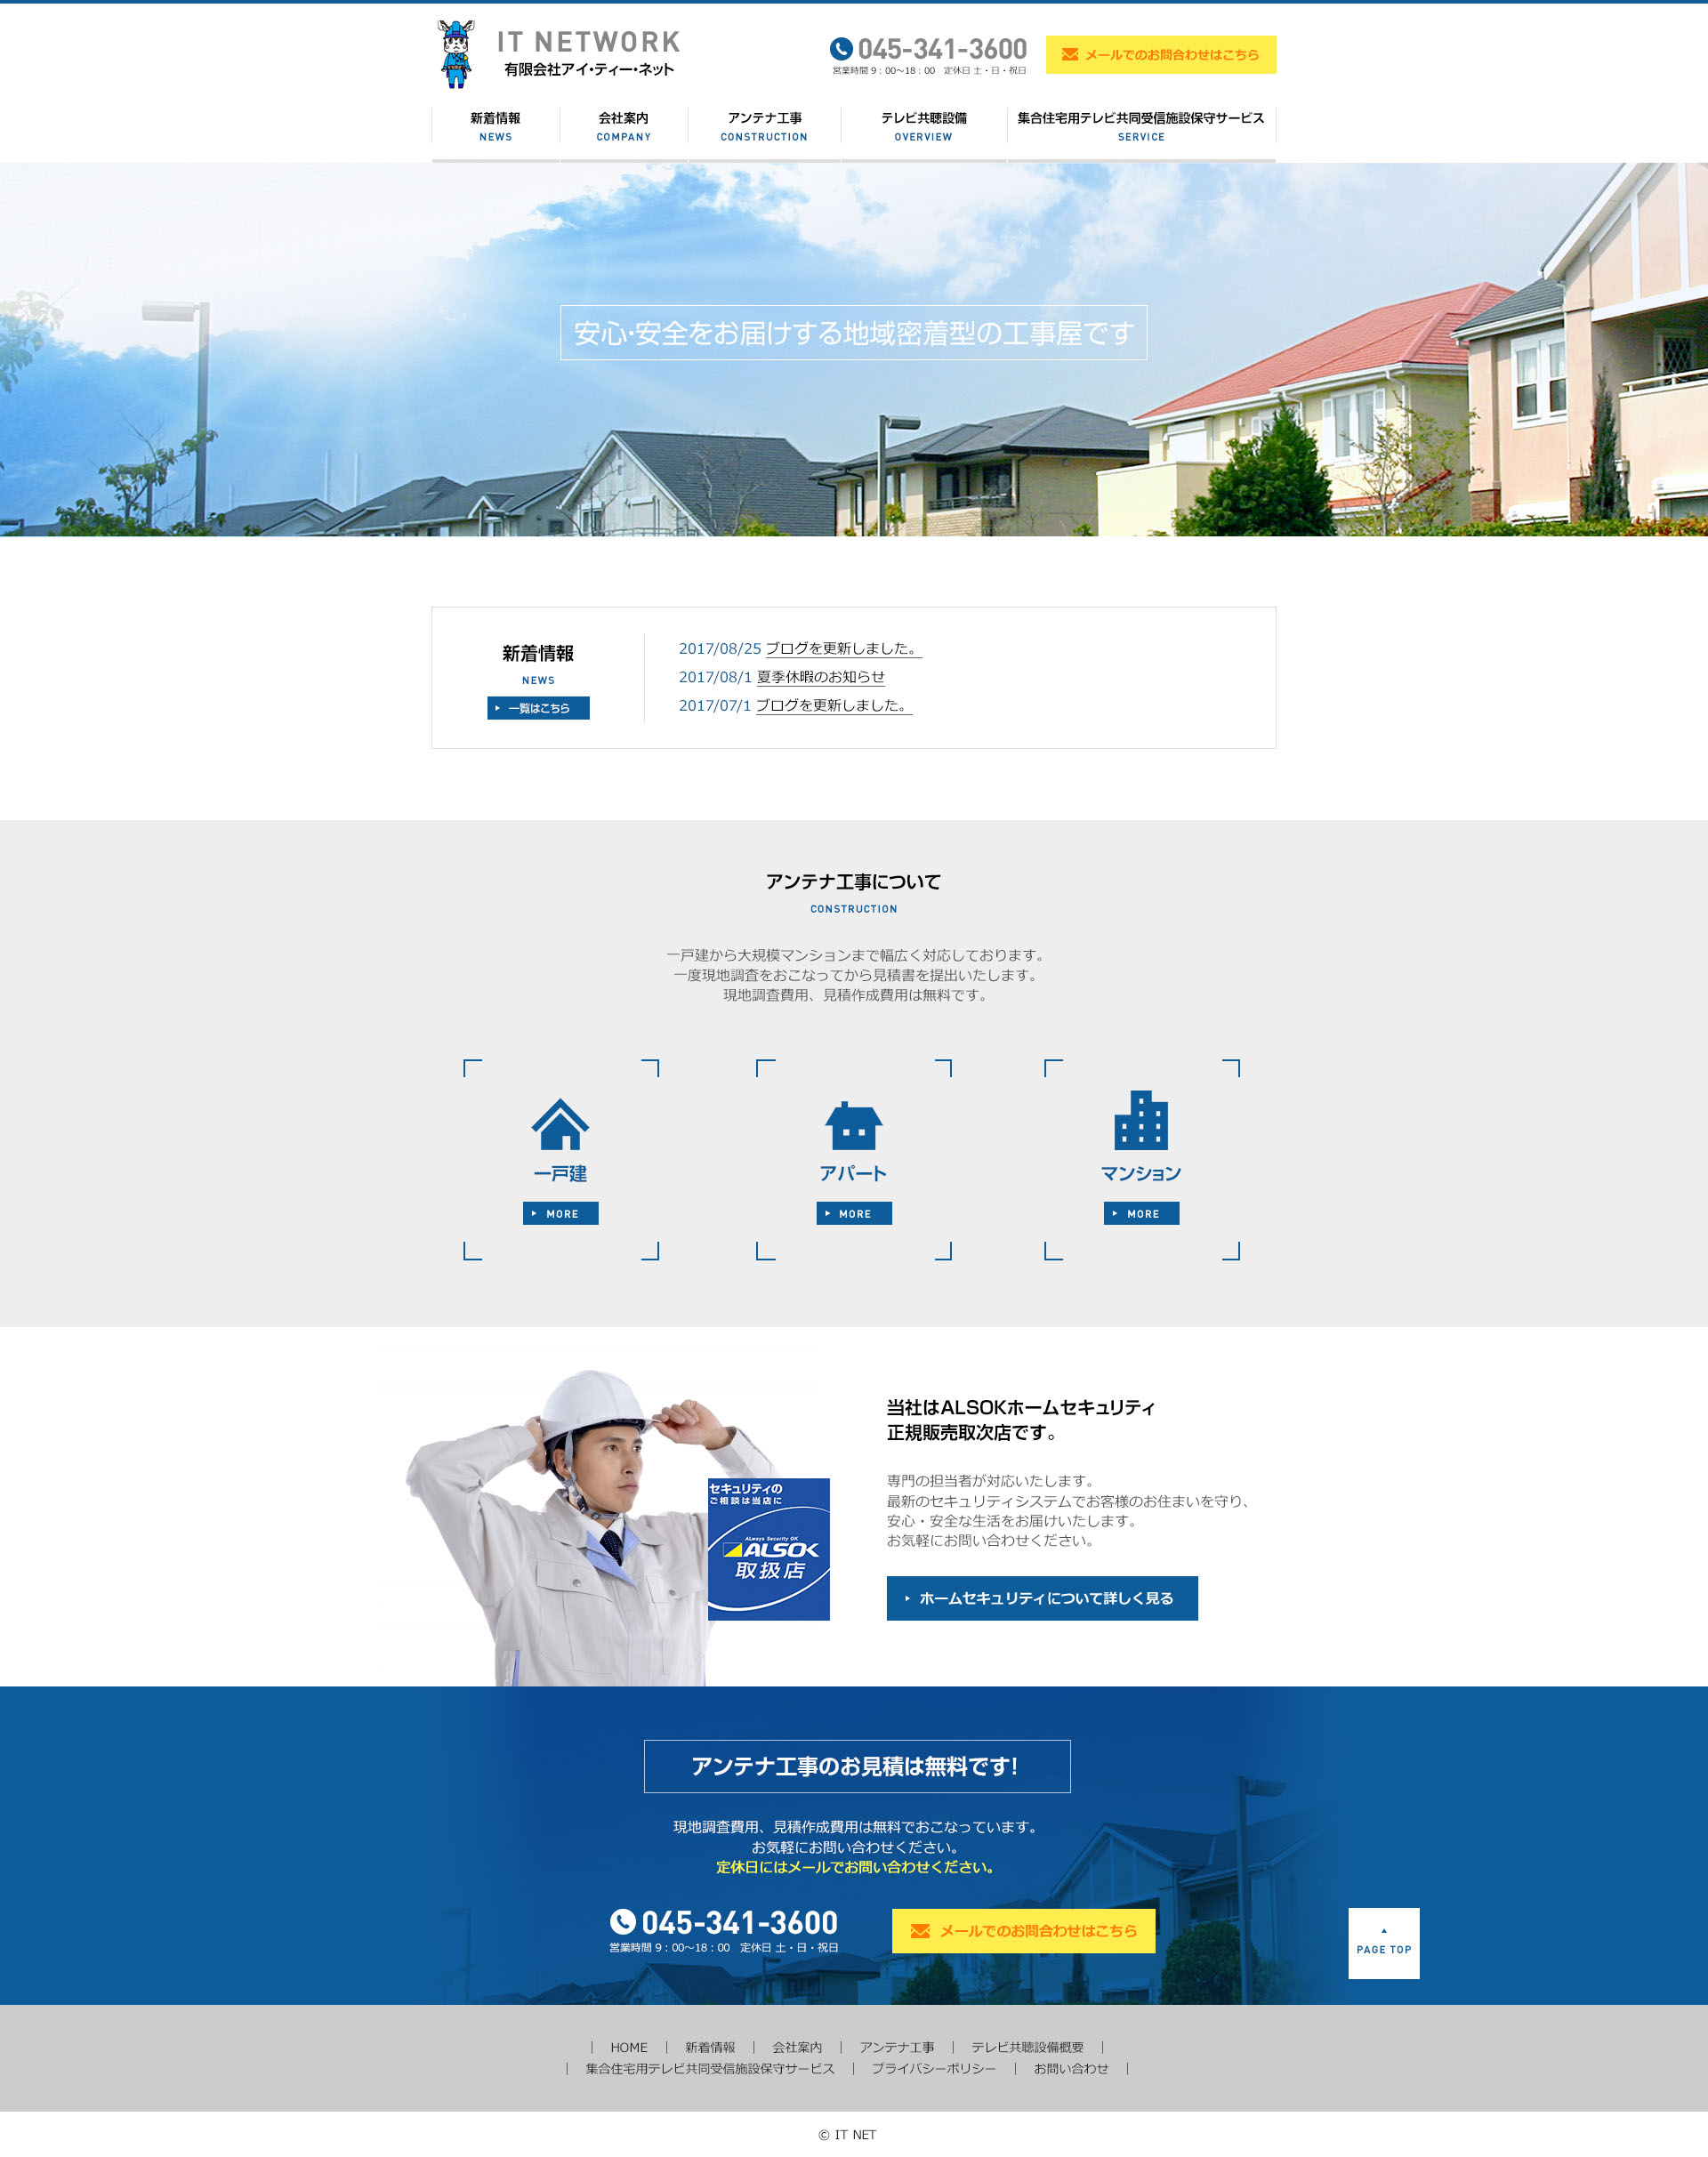 IT NETWORK
有限会社アイ・ティー・ネット
045-341-3600
営業時間 9：00～18：00　定休日 土・日・祝日
メールでのお問合わせはこちら
新着情報
NEWS
会社案内
COMPANY
アンテナ工事
CONSTRUCTION
テレビ共聴設備
OVERVIEW
集合住宅用テレビ共同受信施設保守サービス
SERVICE
安心・安全をお届けする地域密着型の工事屋です
新着情報
NEWS
一覧はこちら
2017/08/25 ブログを更新しました。
2017/08/1 夏季休暇のお知らせ
2017/07/1 ブログを更新しました。
アンテナ工事について
CONSTRUCTION
一戸建から大規模マンションまで幅広く対応しております。
一度現地調査をおこなってから見積書を提出いたします。
現地調査費用、見積作成費用は無料です。
一戸建
MORE
アパート
MORE
マンション
MORE
セキュリティの
ご相談は当店に
ALways Security OK
ALSOK
取扱店
当社はALSOKホームセキュリティ
正規販売取次店です。
専門の担当者が対応いたします。
最新のセキュリティシステムでお客様のお住まいを守り、
安心・安全な生活をお届けいたします。
お気軽にお問い合わせください。
ホームセキュリティについて詳しく見る
アンテナ工事のお見積は無料です！
現地調査費用、見積作成費用は無料でおこなっています。
お気軽にお問い合わせください。
定休日にはメールでお問い合わせください。
045-341-3600
営業時間 9：00～18：00　定休日 土・日・祝日
メールでのお問合わせはこちら
PAGE TOP
｜ HOME ｜ 新着情報 ｜ 会社案内 ｜ アンテナ工事 ｜ テレビ共聴設備概要 ｜
｜ 集合住宅用テレビ共同受信施設保守サービス ｜ プライバシーポリシー ｜ お問い合わせ ｜
© IT NET